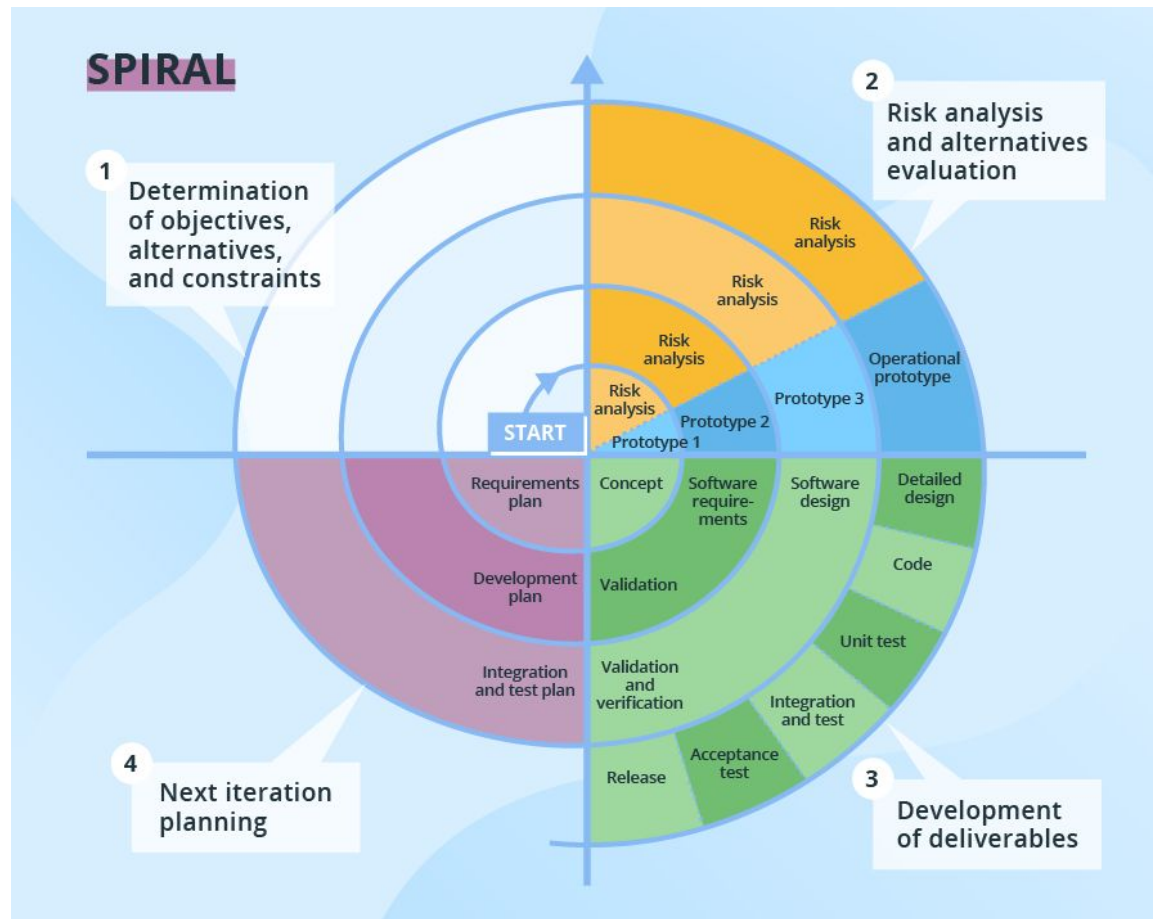 SPIRAL
1
Determination
of objectives,
alternatives,
and constraints
2
Risk analysis
and alternatives
evaluation
Risk
analysis
Risk
analysis
Risk
analysis
Risk
analysis
START
Prototype 1
Prototype 2
Prototype 3
Operational
prototype
Requirements
plan
Concept
Software
require-
ments
Software
design
Detailed
design
Code
Development
plan
Validation
Unit test
Integration
and test plan
Validation
and
verification
Integration
and test
Acceptance
test
Release
4
Next iteration
planning
3
Development
of deliverables